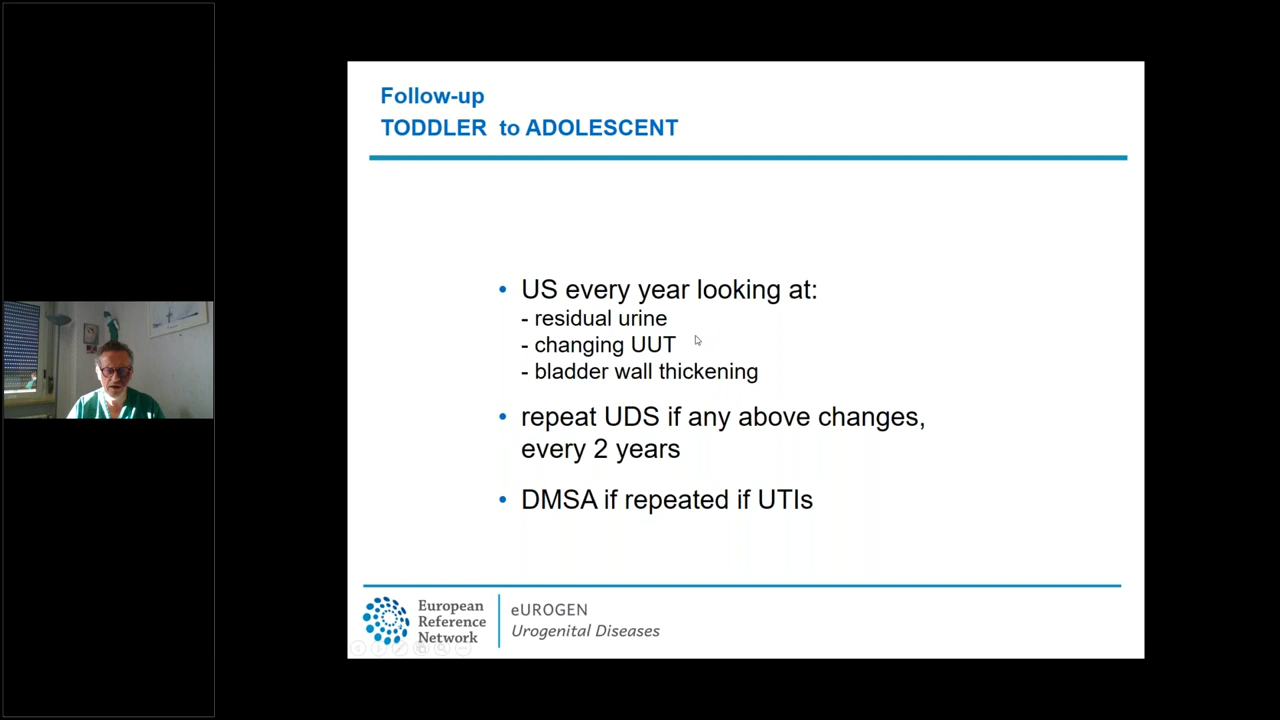 Follow-up
TODDLER to ADOLESCENT
• US every year looking at:
- residual urine
- changing UUT
- bladder wall thickening
• repeat UDS if any above changes,
every 2 years
• DMSA if repeated if UTIs
European
Reference
Network
eUROGEN
Urogenital Diseases